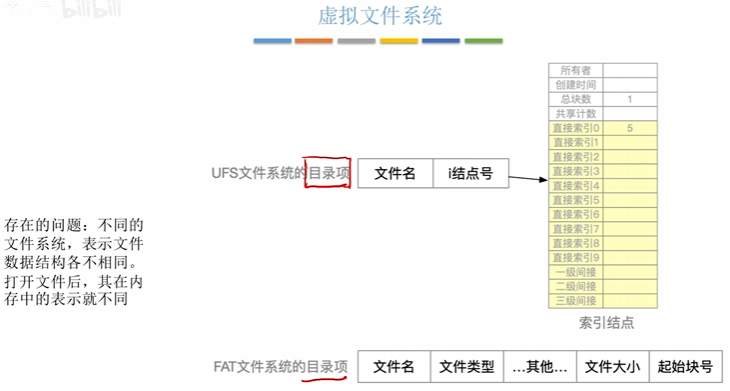 bilibili
虚拟文件系统
所有者
创建时间
总块数 1
共享计数
直接索引0 5
直接索引1
直接索引2
直接索引3
直接索引4
直接索引5
直接索引6
直接索引7
直接索引8
直接索引9
一级间接
二级间接
三级间接
索引结点
UFS文件系统的目录项 文件名 i结点号
存在的问题：不同的
文件系统，表示文件
数据结构各不相同。
打开文件后，其在内
存中的表示就不同
FAT文件系统的目录项 文件名 文件类型 …其他… 文件大小 起始块号